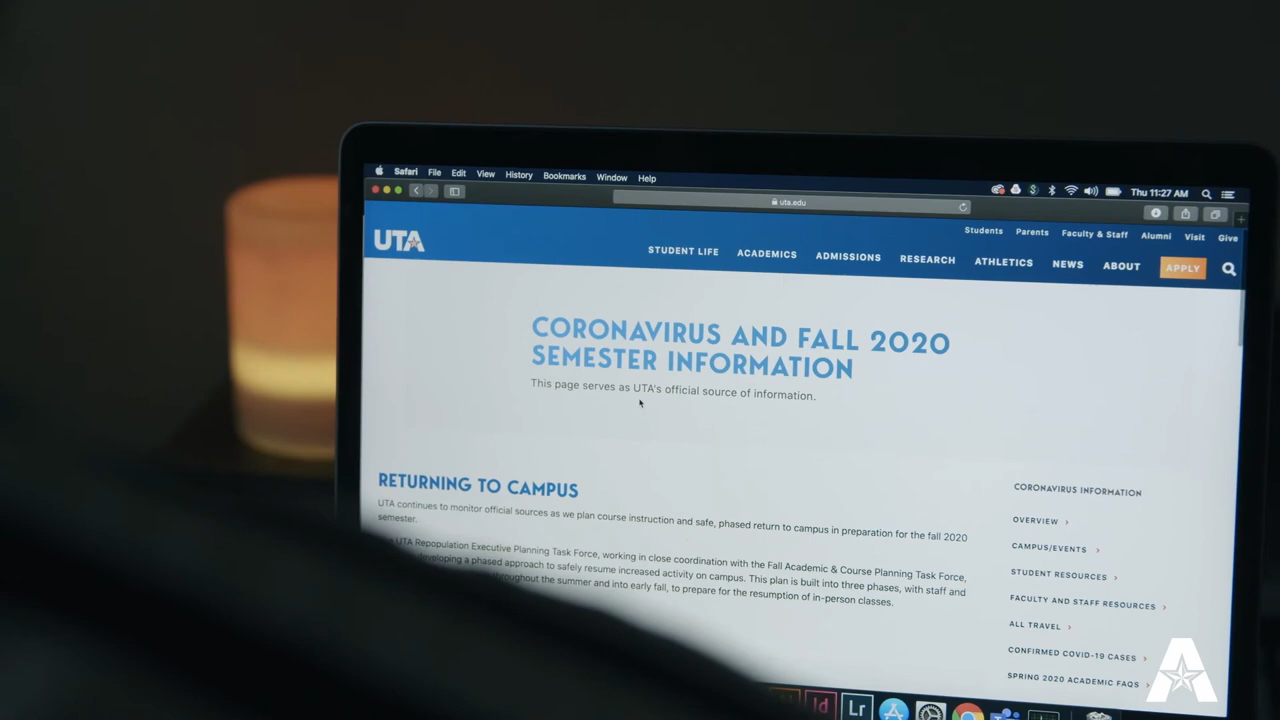 Safari File Edit View History Bookmarks Window Help Thu 11:27 AM
uta.edu
Students Parents Faculty & Staff Alumni Visit Give
UTA STUDENT LIFE ACADEMICS ADMISSIONS RESEARCH ATHLETICS NEWS ABOUT APPLY
CORONAVIRUS AND FALL 2020
SEMESTER INFORMATION
This page serves as UTA's official source of information.
RETURNING TO CAMPUS
UTA continues to monitor official sources as we plan course instruction and safe, phased return to campus in preparation for the fall 2020
semester.
UTA Repopulation Executive Planning Task Force, working in close coordination with the Fall Academic & Course Planning Task Force,
developing a phased approach to safely resume increased activity on campus. This plan is built into three phases, with staff and
throughout the summer and into early fall, to prepare for the resumption of in-person classes.
CORONAVIRUS INFORMATION
OVERVIEW >
CAMPUS/EVENTS >
STUDENT RESOURCES >
FACULTY AND STAFF RESOURCES >
ALL TRAVEL >
CONFIRMED COVID-19 CASES >
SPRING 2020 ACADEMIC FAQS >
Id Lr
A